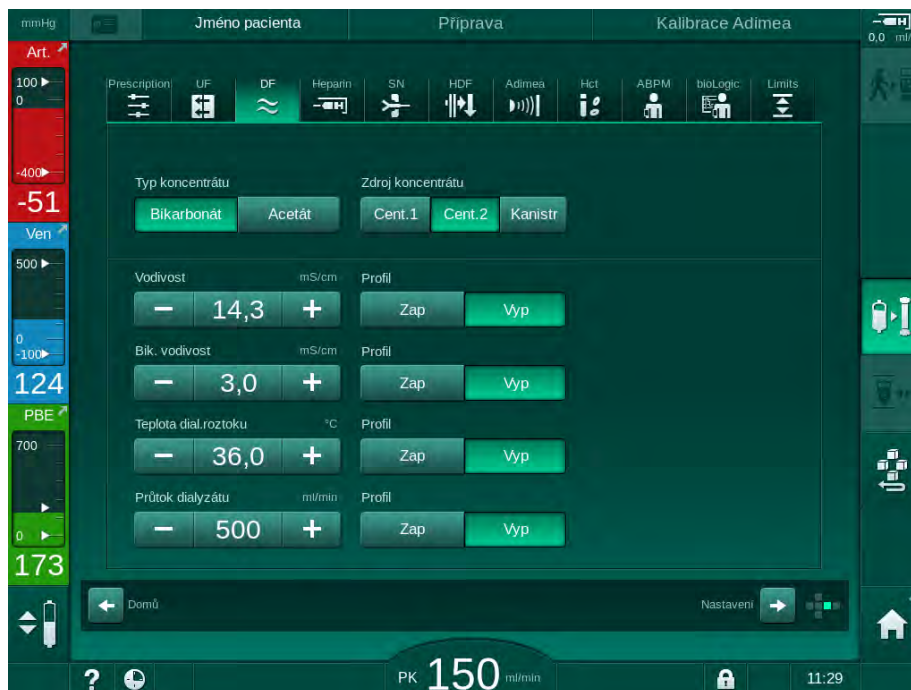 mmHg
Jméno pacienta
Příprava
Kalibrace Adimea
0,0 ml/
Art.
100
0
-400
-51
Ven
500
0
-100
124
PBE
700
0
173
Prescription
UF
DF
Heparin
SN
HDF
Adimea
Hct
ABPM
bioLogic
Limits
Typ koncentrátu
Zdroj koncentrátu
Bikarbonát
Acetát
Cent.1
Cent.2
Kanistr
Vodivost mS/cm
Profil
− 14,3 +
Zap
Vyp
Bik. vodivost mS/cm
Profil
− 3,0 +
Zap
Vyp
Teplota dial.roztoku °C
Profil
− 36,0 +
Zap
Vyp
Průtok dialyzátu ml/min
Profil
− 500 +
Zap
Vyp
Domů
Nastavení
?
PK 150 ml/min
11:29